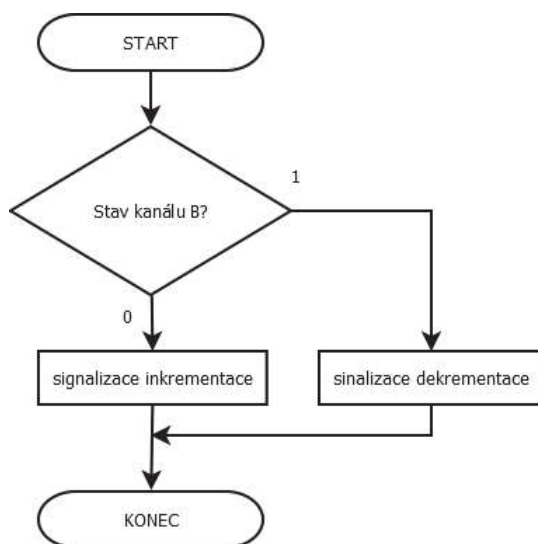 START
1
Stav kanálu B?
0
signalizace inkrementace
sinalizace dekrementace
KONEC